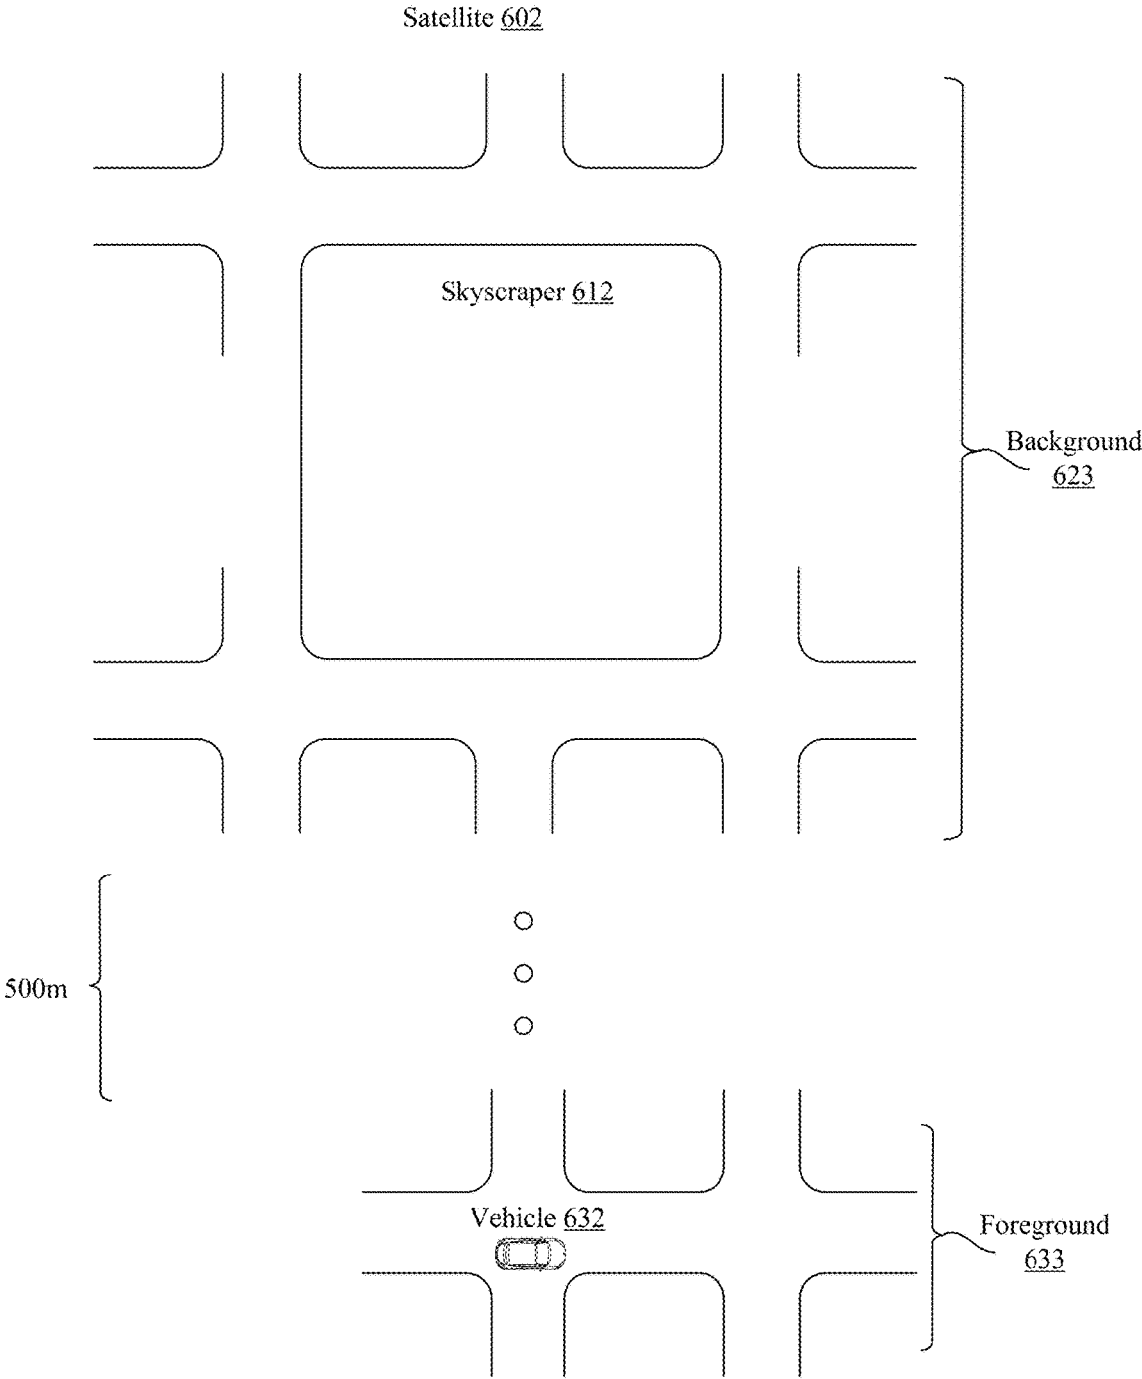 Satellite 602
Skyscraper 612
Background
623
500m
Vehicle 632
Foreground
633